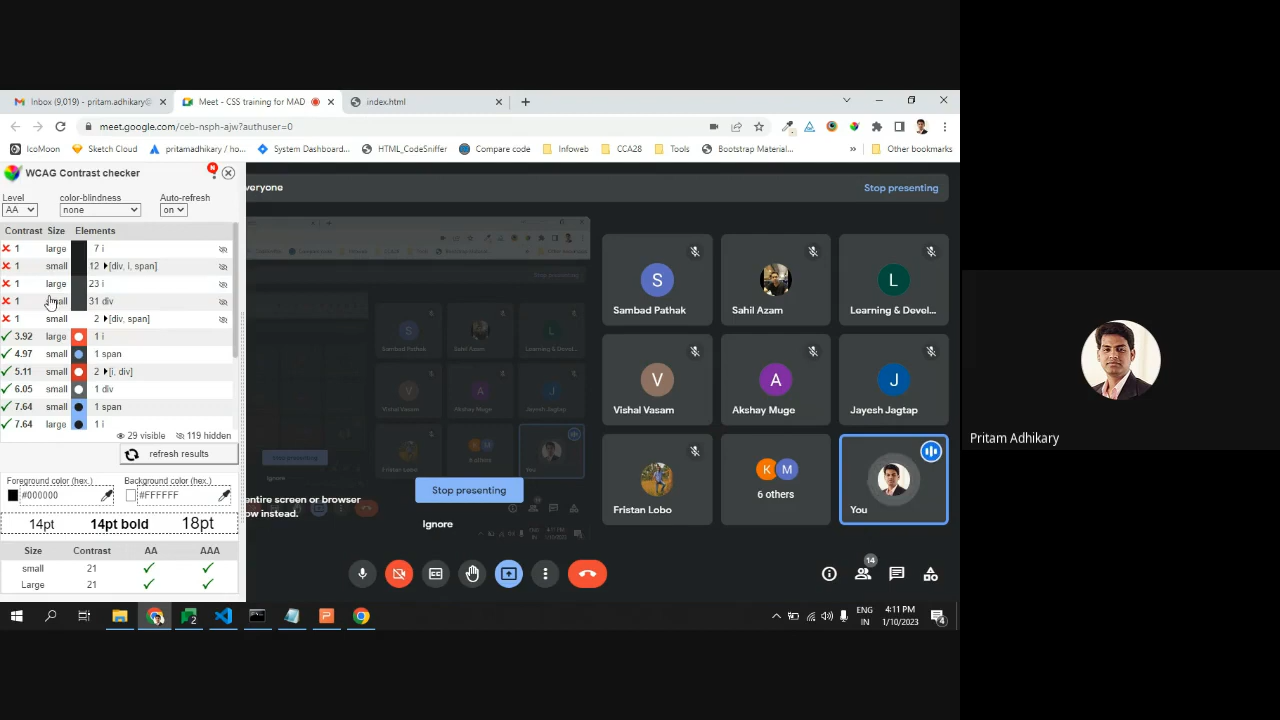 Inbox (9,019) - pritam.adhikary@
Meet - CSS training for MAD
index.html
meet.google.com/ceb-nsph-ajw?authuser=0
IcoMoon
Sketch Cloud
pritamadhikary / ho...
System Dashboard...
HTML_CodeSniffer
Compare code
Infoweb
CCA28
Tools
Bootstrap Material...
»
Other bookmarks
WCAG Contrast checker
Level color-blindness Auto-refresh
AA none on
Contrast Size Elements
1 large 7 i
1 small 12 [div, i, span]
1 large 23 i
1 small 31 div
1 small 2 [div, span]
3.92 large 1 i
4.97 small 1 span
5.11 small 2 [i, div]
6.05 small 1 div
7.64 small 1 span
7.64 large 1 i
29 visible 119 hidden
refresh results
Foreground color (hex.) Background color (hex.)
#000000 #FFFFFF
14pt 14pt bold 18pt
Size Contrast AA AAA
small 21
Large 21
everyone
Stop presenting
entire screen or browser
ow instead.
Stop presenting
Ignore
S
Sambad Pathak
Sahil Azam
L
Learning & Devel...
V
Vishal Vasam
A
Akshay Muge
J
Jayesh Jagtap
Fristan Lobo
K M
6 others
You
14
Pritam Adhikary
2
ENG
IN
4:11 PM
1/10/2023
4